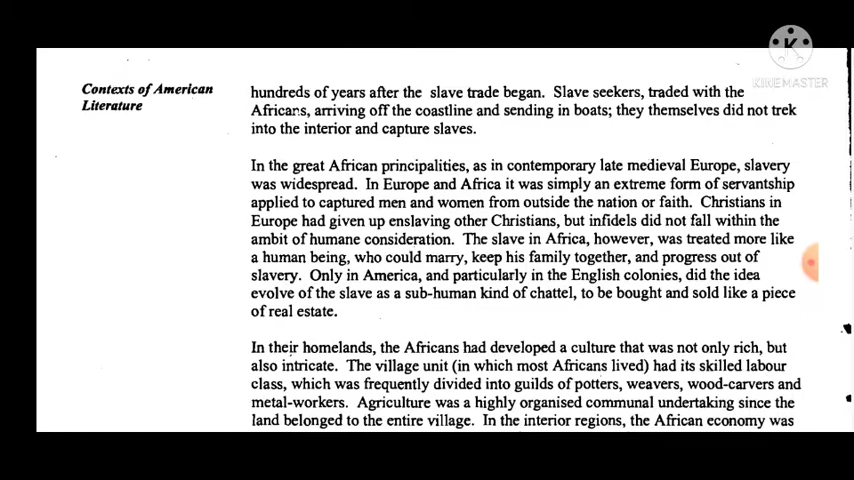 KINEMASTER
Contexts of American
Literature
hundreds of years after the slave trade began. Slave seekers, traded with the
Africans, arriving off the coastline and sending in boats; they themselves did not trek
into the interior and capture slaves.
In the great African principalities, as in contemporary late medieval Europe, slavery
was widespread. In Europe and Africa it was simply an extreme form of servantship
applied to captured men and women from outside the nation or faith. Christians in
Europe had given up enslaving other Christians, but infidels did not fall within the
ambit of humane consideration. The slave in Africa, however, was treated more like
a human being, who could marry, keep his family together, and progress out of
slavery. Only in America, and particularly in the English colonies, did the idea
evolve of the slave as a sub-human kind of chattel, to be bought and sold like a piece
of real estate.
In their homelands, the Africans had developed a culture that was not only rich, but
also intricate. The village unit (in which most Africans lived) had its skilled labour
class, which was frequently divided into guilds of potters, weavers, wood-carvers and
metal-workers. Agriculture was a highly organised communal undertaking since the
land belonged to the entire village. In the interior regions, the African economy was